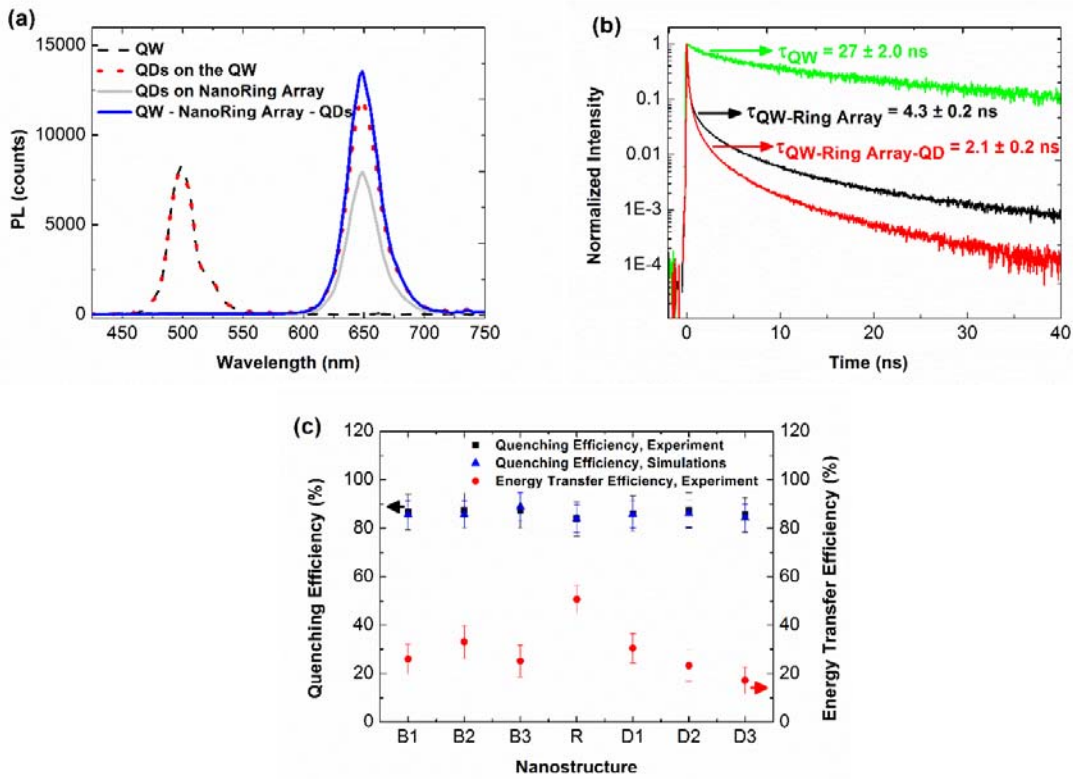 (a)
15000
10000
5000
0
PL (counts)
QW
QDs on the QW
QDs on NanoRing Array
QW - NanoRing Array - QDs
450 500 550 600 650 700 750
Wavelength (nm)
(b)
1
0.1
0.01
1E-3
1E-4
Normalized Intensity
τQW = 27 ± 2.0 ns
τQW-Ring Array = 4.3 ± 0.2 ns
τQW-Ring Array-QD = 2.1 ± 0.2 ns
0 10 20 30 40
Time (ns)
(c)
120
100
80
60
40
20
0
Quenching Efficiency (%)
Quenching Efficiency, Experiment
Quenching Efficiency, Simulations
Energy Transfer Efficiency, Experiment
120
100
80
60
40
20
0
Energy Transfer Efficiency (%)
B1 B2 B3 R D1 D2 D3
Nanostructure